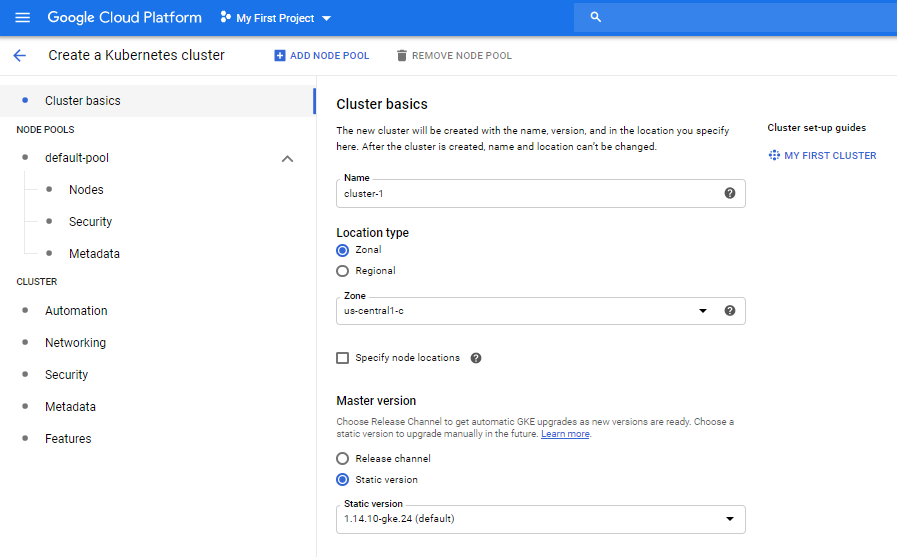 Google Cloud Platform My First Project
Create a Kubernetes cluster ADD NODE POOL REMOVE NODE POOL
Cluster basics
NODE POOLS
default-pool
Nodes
Security
Metadata
CLUSTER
Automation
Networking
Security
Metadata
Features
Cluster basics
The new cluster will be created with the name, version, and in the location you specify
here. After the cluster is created, name and location can't be changed.
Name
cluster-1
Location type
Zonal
Regional
Zone
us-central1-c
Specify node locations
Master version
Choose Release Channel to get automatic GKE upgrades as new versions are ready. Choose a
static version to upgrade manually in the future. Learn more.
Release channel
Static version
Static version
1.14.10-gke.24 (default)
Cluster set-up guides
MY FIRST CLUSTER